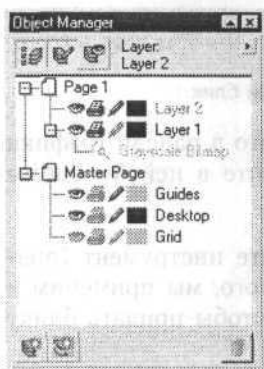 Object Manager
Layer:
Layer 2
Page 1
Layer 2
Layer 1
Grayscale Bitmap
Master Page
Guides
Desktop
Grid